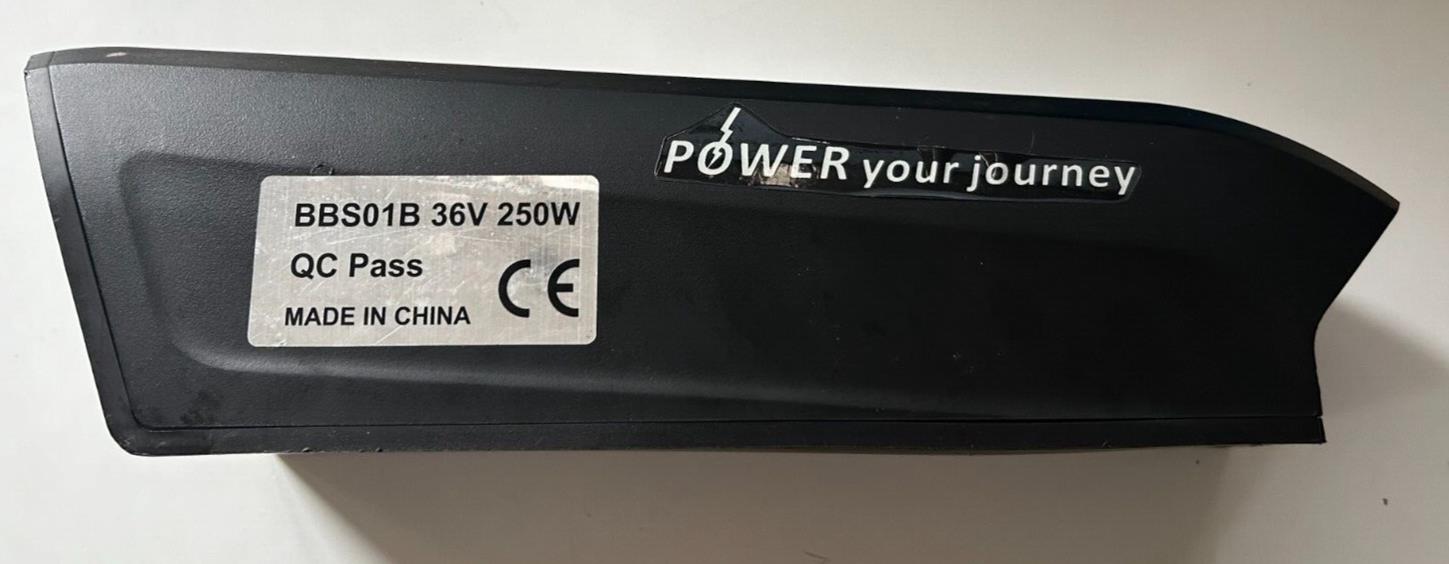 POWER your journey
BBS01B 36V 250W
QC Pass
CE
MADE IN CHINA